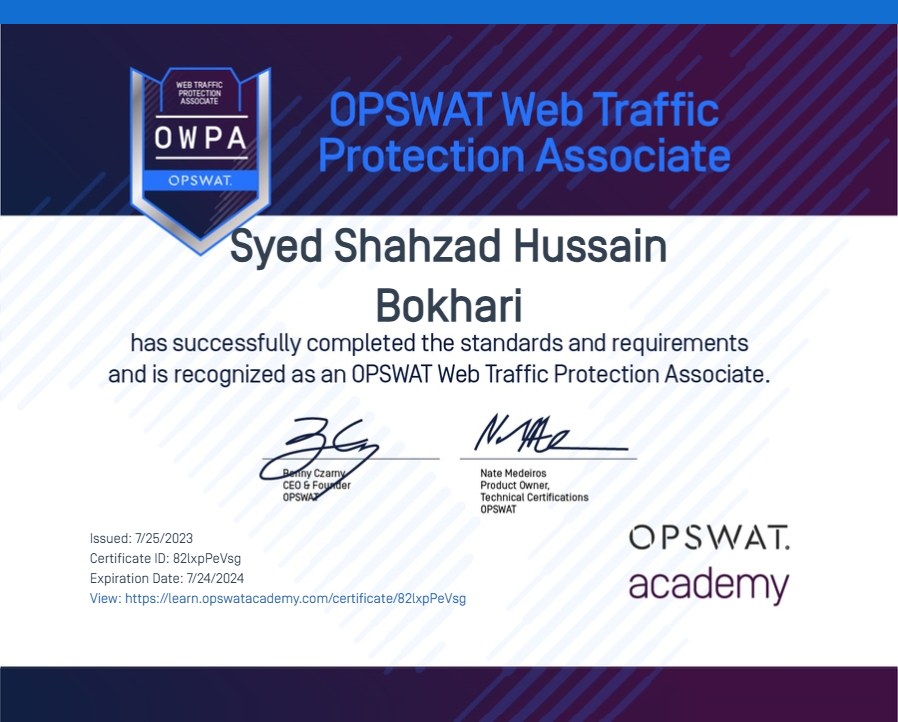 WEB TRAFFIC
PROTECTION
ASSOCIATE
OWPA
OPSWAT.
OPSWAT Web Traffic
Protection Associate
Syed Shahzad Hussain
Bokhari
has successfully completed the standards and requirements
and is recognized as an OPSWAT Web Traffic Protection Associate.
Benny Czarny
CEO & Founder
OPSWAT
Nate Medeiros
Product Owner,
Technical Certifications
OPSWAT
Issued: 7/25/2023
Certificate ID: 82lxpPeVsg
Expiration Date: 7/24/2024
View: https://learn.opswatacademy.com/certificate/82lxpPeVsg
OPSWAT.
academy